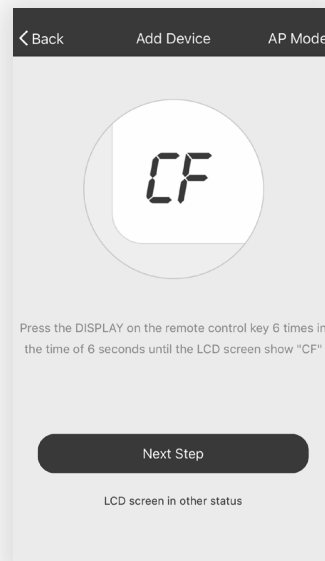 Back Add Device AP Mode
CF
Press the DISPLAY on the remote control key 6 times in
the time of 6 seconds until the LCD screen show "CF"
Next Step
LCD screen in other status